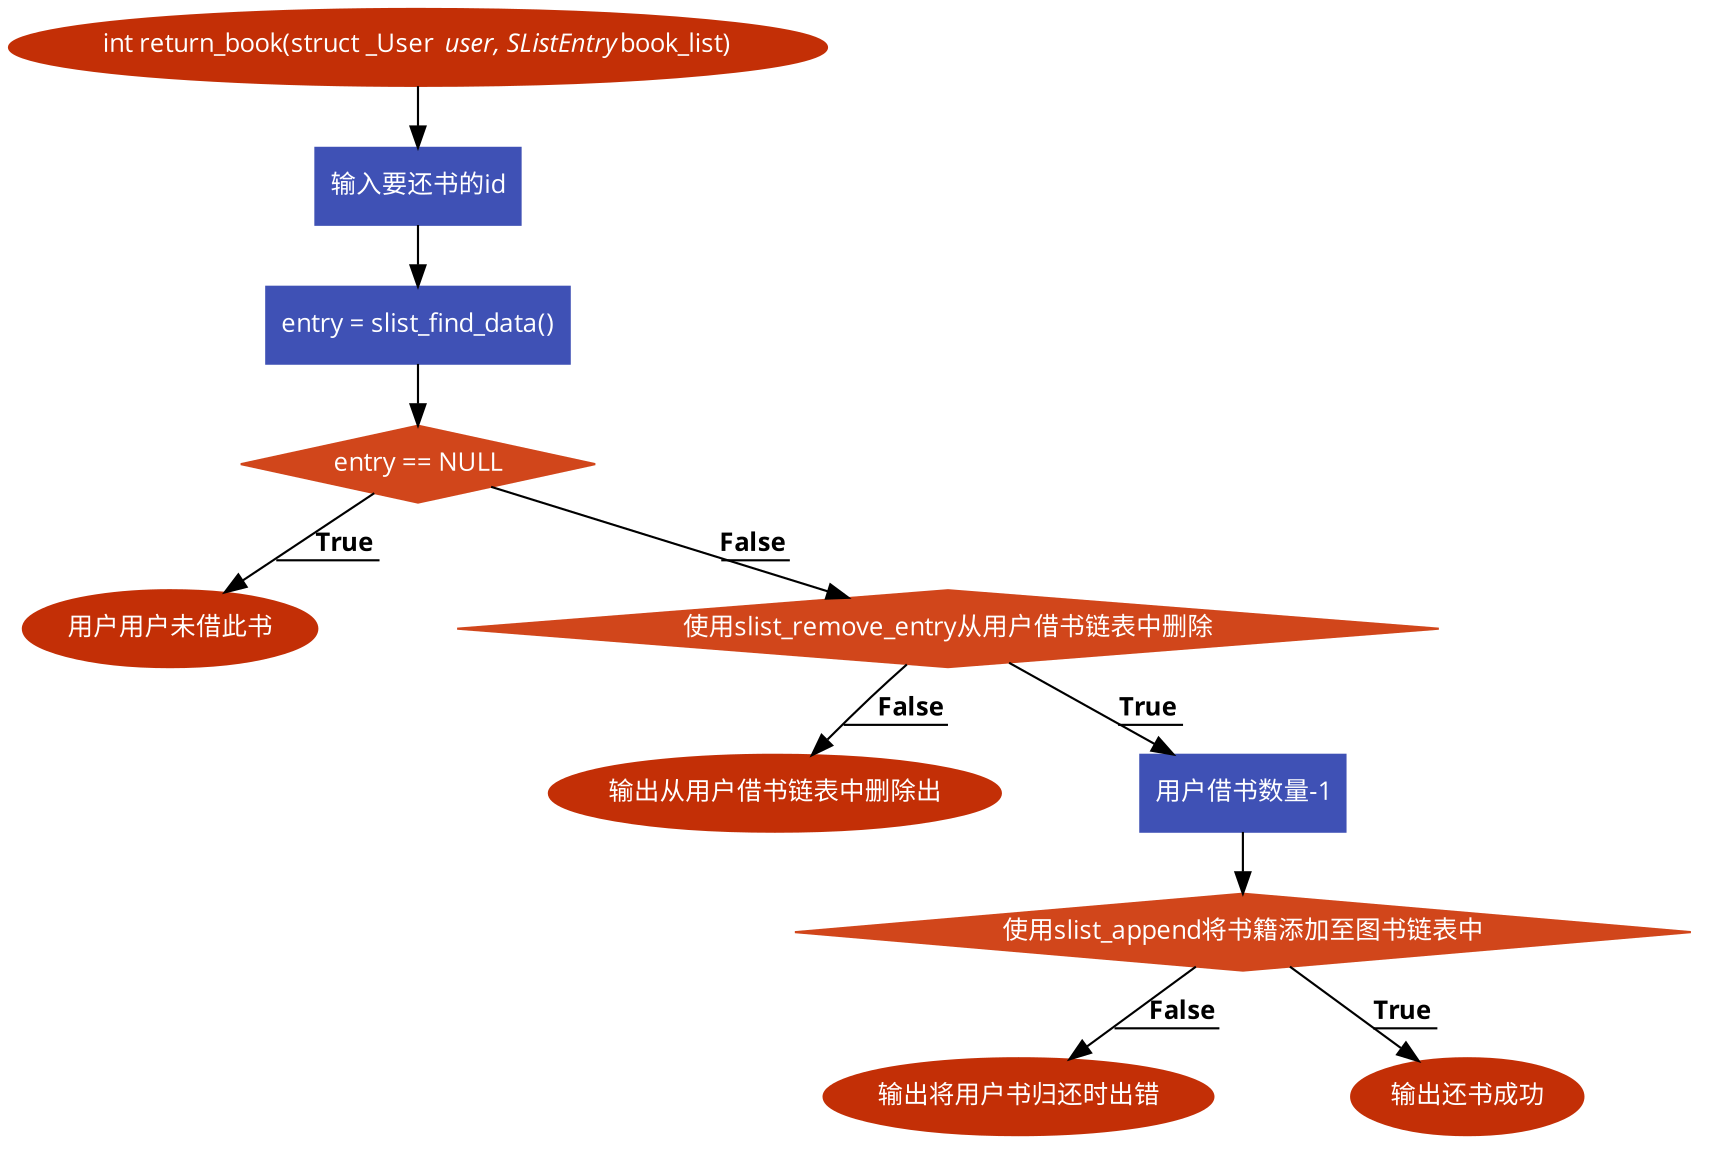 int return_book(struct _User user, SListEntry book_list)
输入要还书的id
entry = slist_find_data()
entry == NULL
True
False
用户用户未借此书
使用slist_remove_entry从用户借书链表中删除
False
True
输出从用户借书链表中删除出
用户借书数量-1
使用slist_append将书籍添加至图书链表中
False
True
输出将用户书归还时出错
输出还书成功